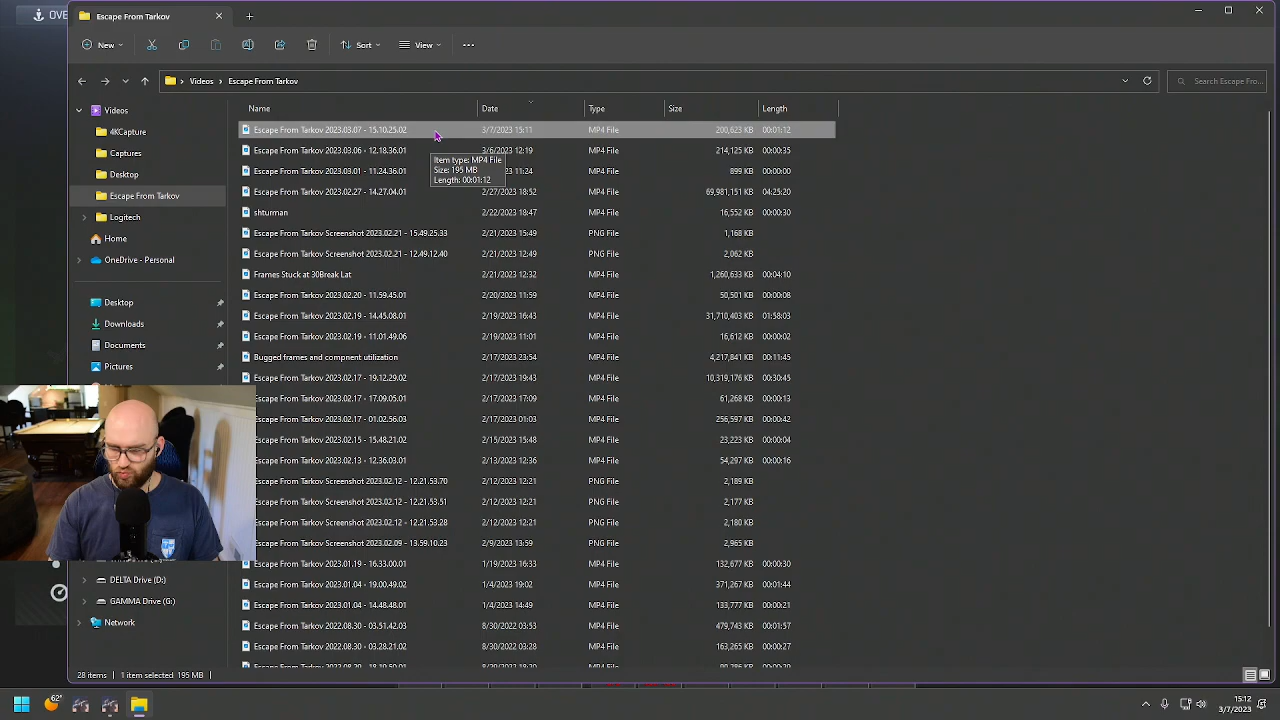 OVE
Escape From Tarkov
New
Sort
View
Videos
Escape From Tarkov
Search Escape Fro...
Videos
4KCapture
Captures
Desktop
Escape From Tarkov
Logitech
Home
OneDrive - Personal
Desktop
Downloads
Documents
Pictures
DELTA Drive (D:)
GAMMA Drive (G:)
Network
Name Date Type Size Length
Escape From Tarkov 2023.03.07 - 15.10.25.02 3/7/2023 15:11 MP4 File 200,623 KB 00:01:12
Escape From Tarkov 2023.03.06 - 12.18.36.01 3/6/2023 12:19 MP4 File 214,125 KB 00:00:35
Escape From Tarkov 2023.03.01 - 11.24.36.01 11:24 MP4 File 899 KB 00:00:00
Escape From Tarkov 2023.02.27 - 14.27.04.01 2/27/2023 18:52 MP4 File 69,981,151 KB 04:25:20
shturman 2/22/2023 18:47 MP4 File 16,552 KB 00:00:30
Escape From Tarkov Screenshot 2023.02.21 - 15.49.25.33 2/21/2023 15:49 PNG File 1,168 KB
Escape From Tarkov Screenshot 2023.02.21 - 12.49.12.40 2/21/2023 12:49 PNG File 2,062 KB
Frames Stuck at 30Break Lat 2/21/2023 12:32 MP4 File 1,260,633 KB 00:04:10
Escape From Tarkov 2023.02.20 - 11.59.45.01 2/20/2023 11:59 MP4 File 50,501 KB 00:00:08
Escape From Tarkov 2023.02.19 - 14.45.08.01 2/19/2023 16:43 MP4 File 31,710,403 KB 01:58:03
Escape From Tarkov 2023.02.19 - 11.01.49.06 2/19/2023 11:01 MP4 File 16,612 KB 00:00:02
Bugged frames and compnent utilization 2/17/2023 23:54 MP4 File 4,217,841 KB 00:11:45
Escape From Tarkov 2023.02.17 - 19.12.29.02 2/17/2023 19:43 MP4 File 10,319,176 KB 00:30:45
Escape From Tarkov 2023.02.17 - 17.09.05.01 2/17/2023 17:09 MP4 File 61,268 KB 00:00:13
Escape From Tarkov 2023.02.17 - 01.02.56.03 2/17/2023 01:03 MP4 File 256,597 KB 00:00:42
Escape From Tarkov 2023.02.15 - 15.48.21.02 2/15/2023 15:48 MP4 File 23,223 KB 00:00:04
Escape From Tarkov 2023.02.13 - 12.36.03.01 2/13/2023 12:36 MP4 File 54,297 KB 00:00:16
Escape From Tarkov Screenshot 2023.02.12 - 12.21.53.70 2/12/2023 12:21 PNG File 2,189 KB
Escape From Tarkov Screenshot 2023.02.12 - 12.21.53.51 2/12/2023 12:21 PNG File 2,177 KB
Escape From Tarkov Screenshot 2023.02.12 - 12.21.53.28 2/12/2023 12:21 PNG File 2,180 KB
Escape From Tarkov Screenshot 2023.02.09 - 13.59.10.23 2/9/2023 13:59 PNG File 2,965 KB
Escape From Tarkov 2023.01.19 - 16.33.00.01 1/19/2023 16:33 MP4 File 132,677 KB 00:00:30
Escape From Tarkov 2023.01.04 - 19.00.49.02 1/4/2023 19:02 MP4 File 371,267 KB 00:01:44
Escape From Tarkov 2023.01.04 - 14.48.48.01 1/4/2023 14:49 MP4 File 133,777 KB 00:00:21
Escape From Tarkov 2022.08.30 - 03.51.42.03 8/30/2022 03:53 MP4 File 479,743 KB 00:01:57
Escape From Tarkov 2022.08.30 - 03.28.21.02 8/30/2022 03:28 MP4 File 163,265 KB 00:00:27
Item type: MP4 File
Size: 195 MB
Length: 00:01:12
28 items
1 item selected 195 MB
62°
15:12
3/7/2023